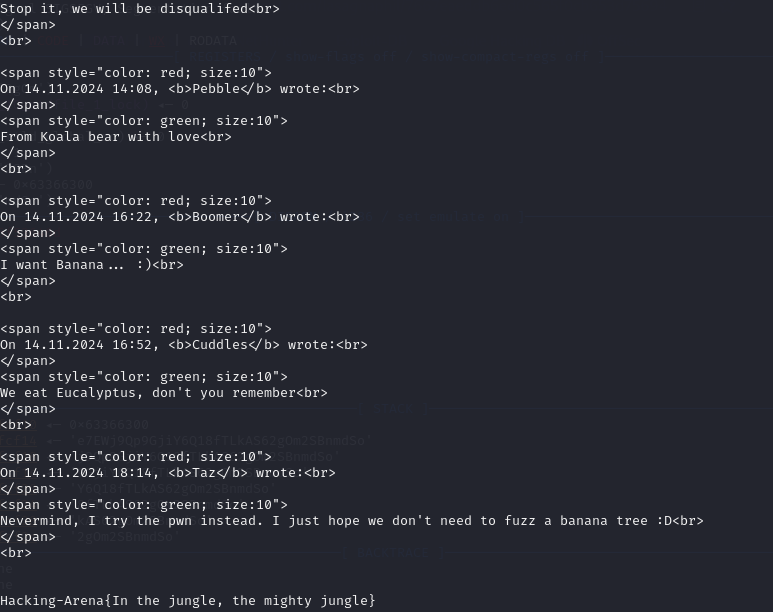 Stop it, we will be disqualifed<br>
</span>
<br>
<span style="color: red; size:10">
On 14.11.2024 14:08, <b>Pebble</b> wrote:<br>
</span>
<span style="color: green; size:10">
From Koala bear with love<br>
</span>
<br>
<span style="color: red; size:10">
On 14.11.2024 16:22, <b>Boomer</b> wrote:<br>
</span>
<span style="color: green; size:10">
I want Banana... :)<br>
</span>
<br>
<span style="color: red; size:10">
On 14.11.2024 16:52, <b>Cuddles</b> wrote:<br>
</span>
<span style="color: green; size:10">
We eat Eucalyptus, don't you remember<br>
</span>
<br>
<span style="color: red; size:10">
On 14.11.2024 18:14, <b>Taz</b> wrote:<br>
</span>
<span style="color: green; size:10">
Nevermind, I try the pwn instead. I just hope we don't need to fuzz a banana tree :D<br>
</span>
<br>
Hacking-Arena{In the jungle, the mighty jungle}